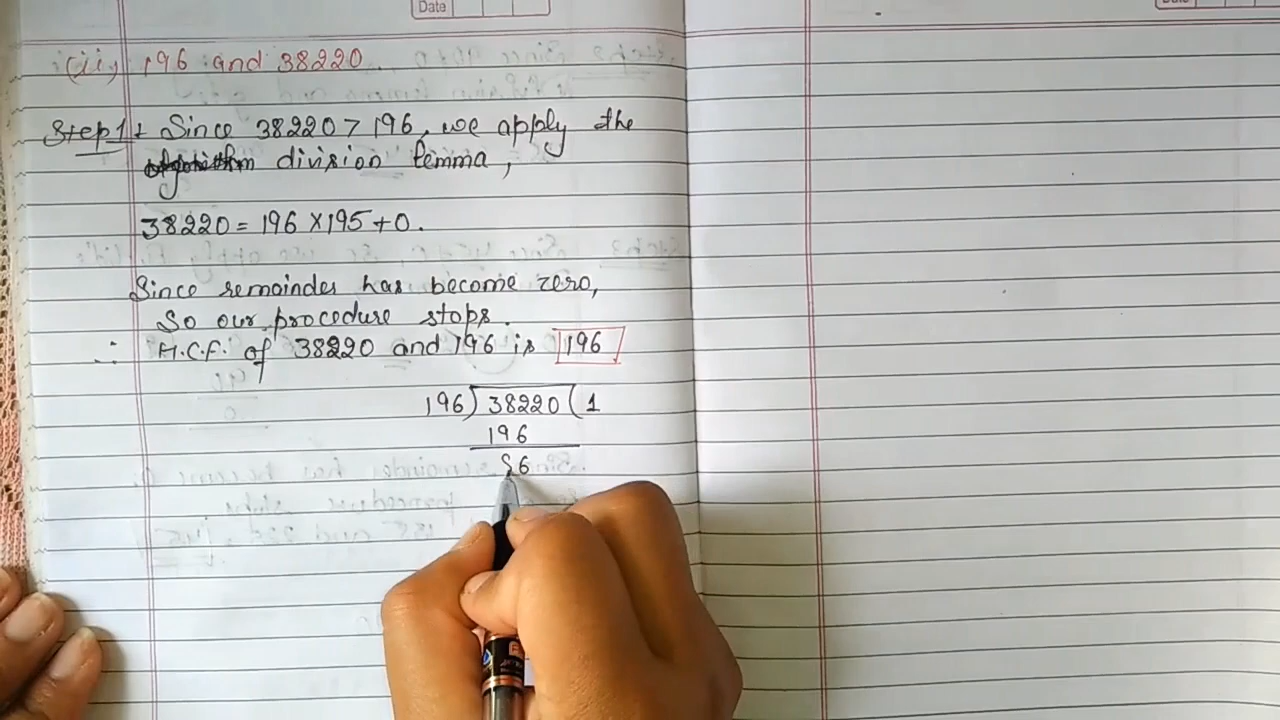 Date
(ii) 196 and 38220.
Step 1 Since 38220 > 196, we apply the
division lemma,
38220 = 196 × 195 + 0.
Since remainder has become zero,
So our procedure stops.
∴ H.C.F. of 38220 and 196 is 196
196 ) 38220 ( 1
196